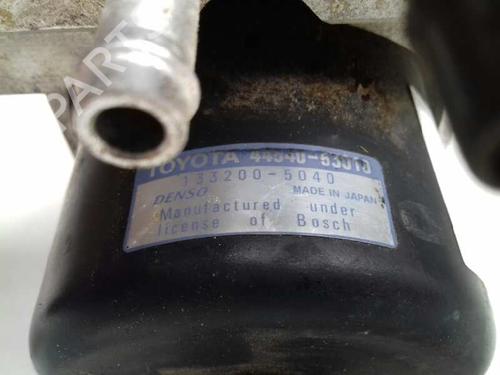 TOYOTA 44540-53010
133200-5040
DENSO MADE IN JAPAN
Manufactured under
license of Bosch